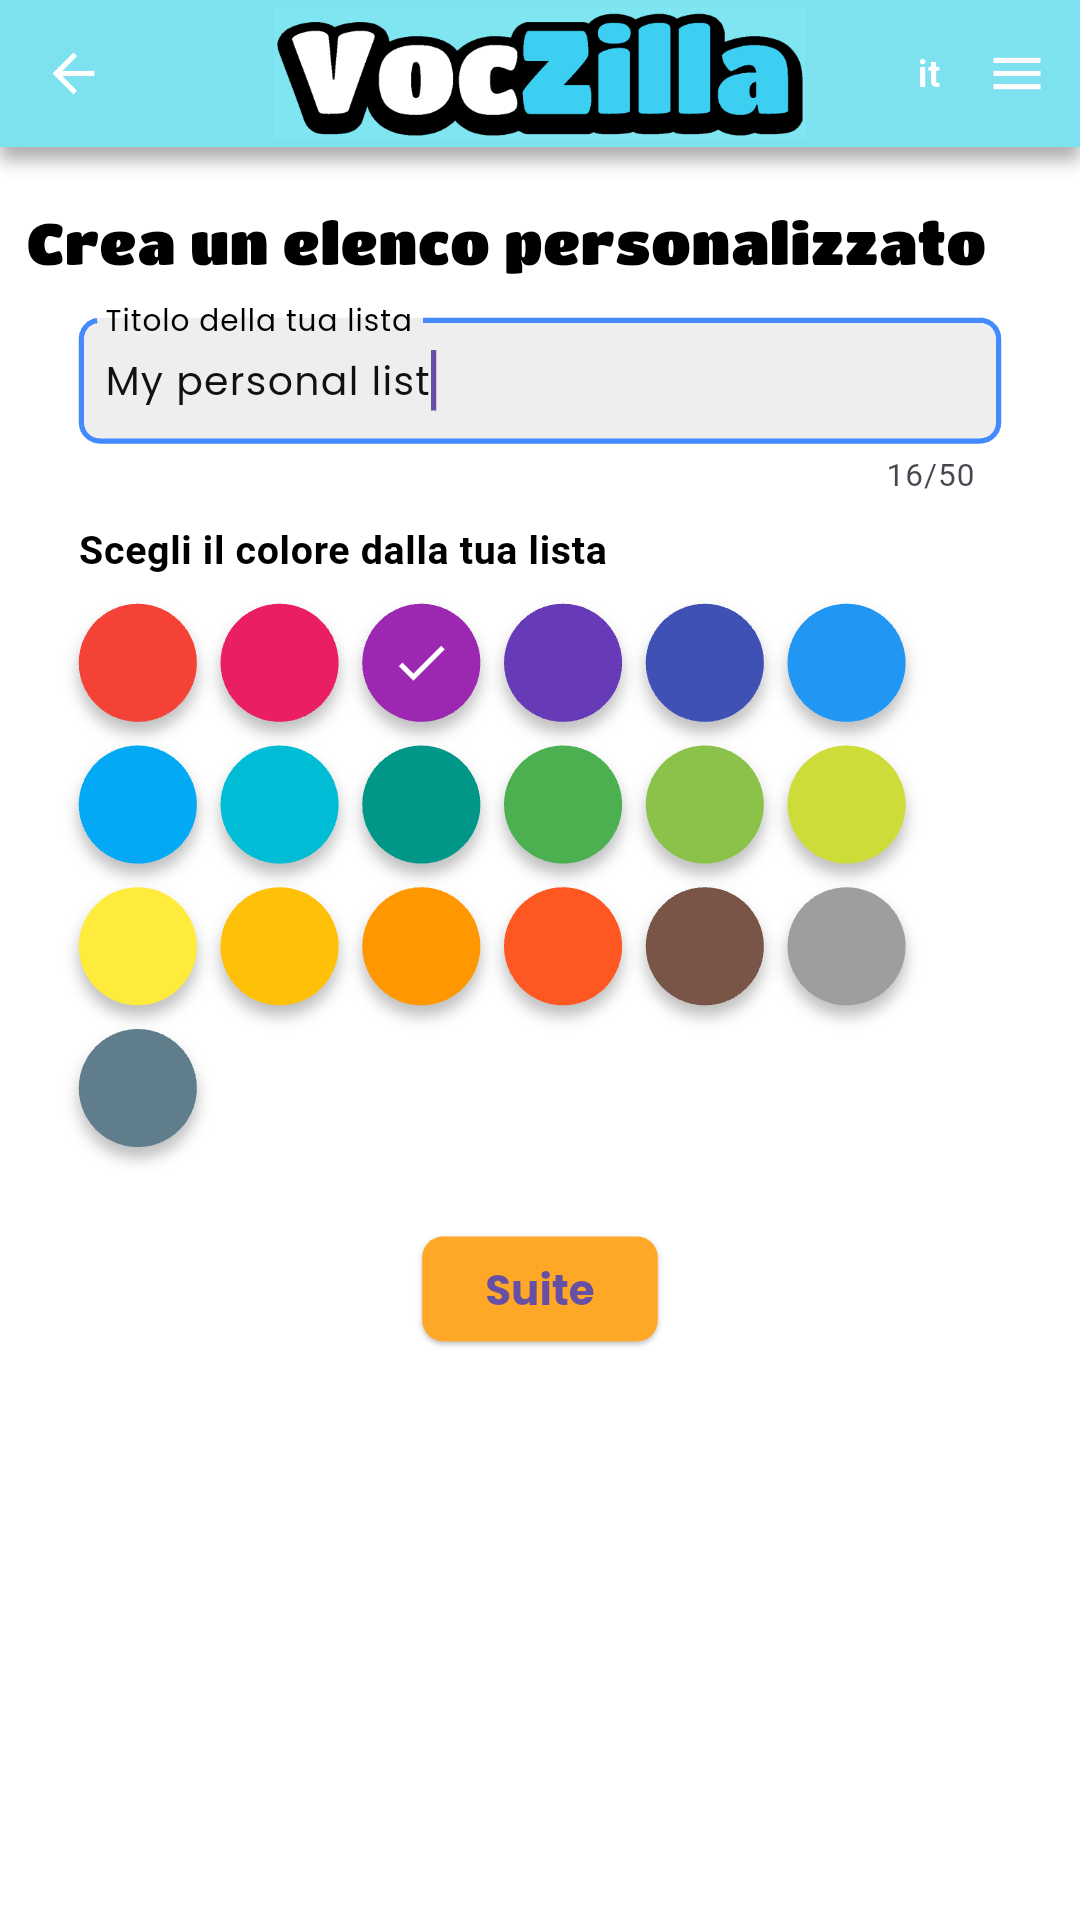 VocZilla
it
Crea un elenco personalizzato
Titolo della tua lista
My personal list
16/50
Scegli il colore dalla tua lista
Suite